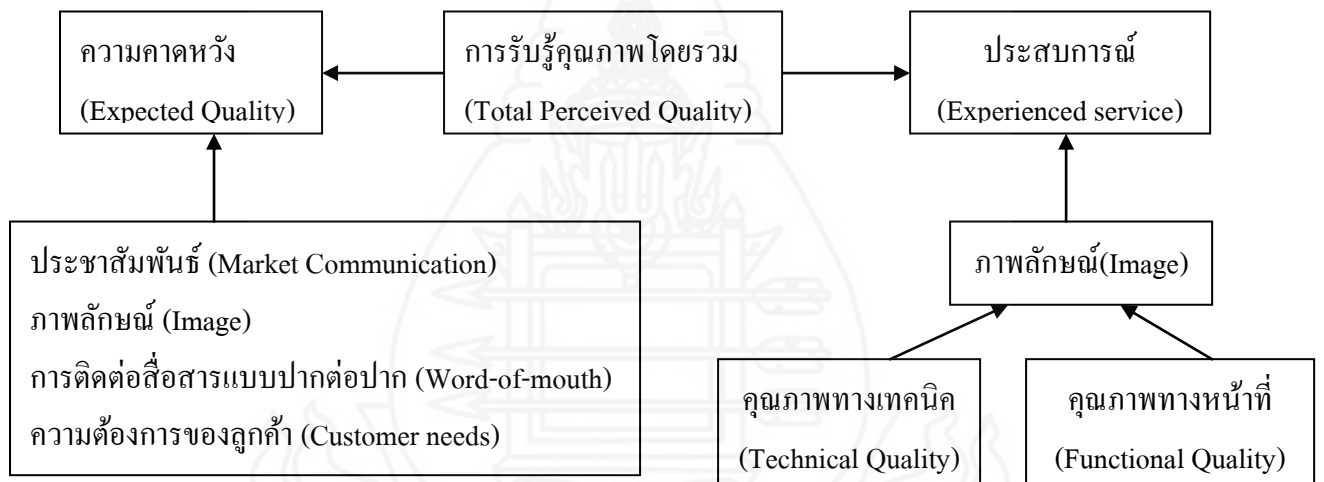 ความคาดหวัง
(Expected Quality)
การรับรู้คุณภาพโดยรวม
(Total Perceived Quality)
ประสบการณ์
(Experienced service)
ประชาสัมพันธ์ (Market Communication)
ภาพลักษณ์ (Image)
การติดต่อสื่อสารแบบปากต่อปาก (Word-of-mouth)
ความต้องการของลูกค้า (Customer needs)
ภาพลักษณ์(Image)
คุณภาพทางเทคนิค
(Technical Quality)
คุณภาพทางหน้าที่
(Functional Quality)